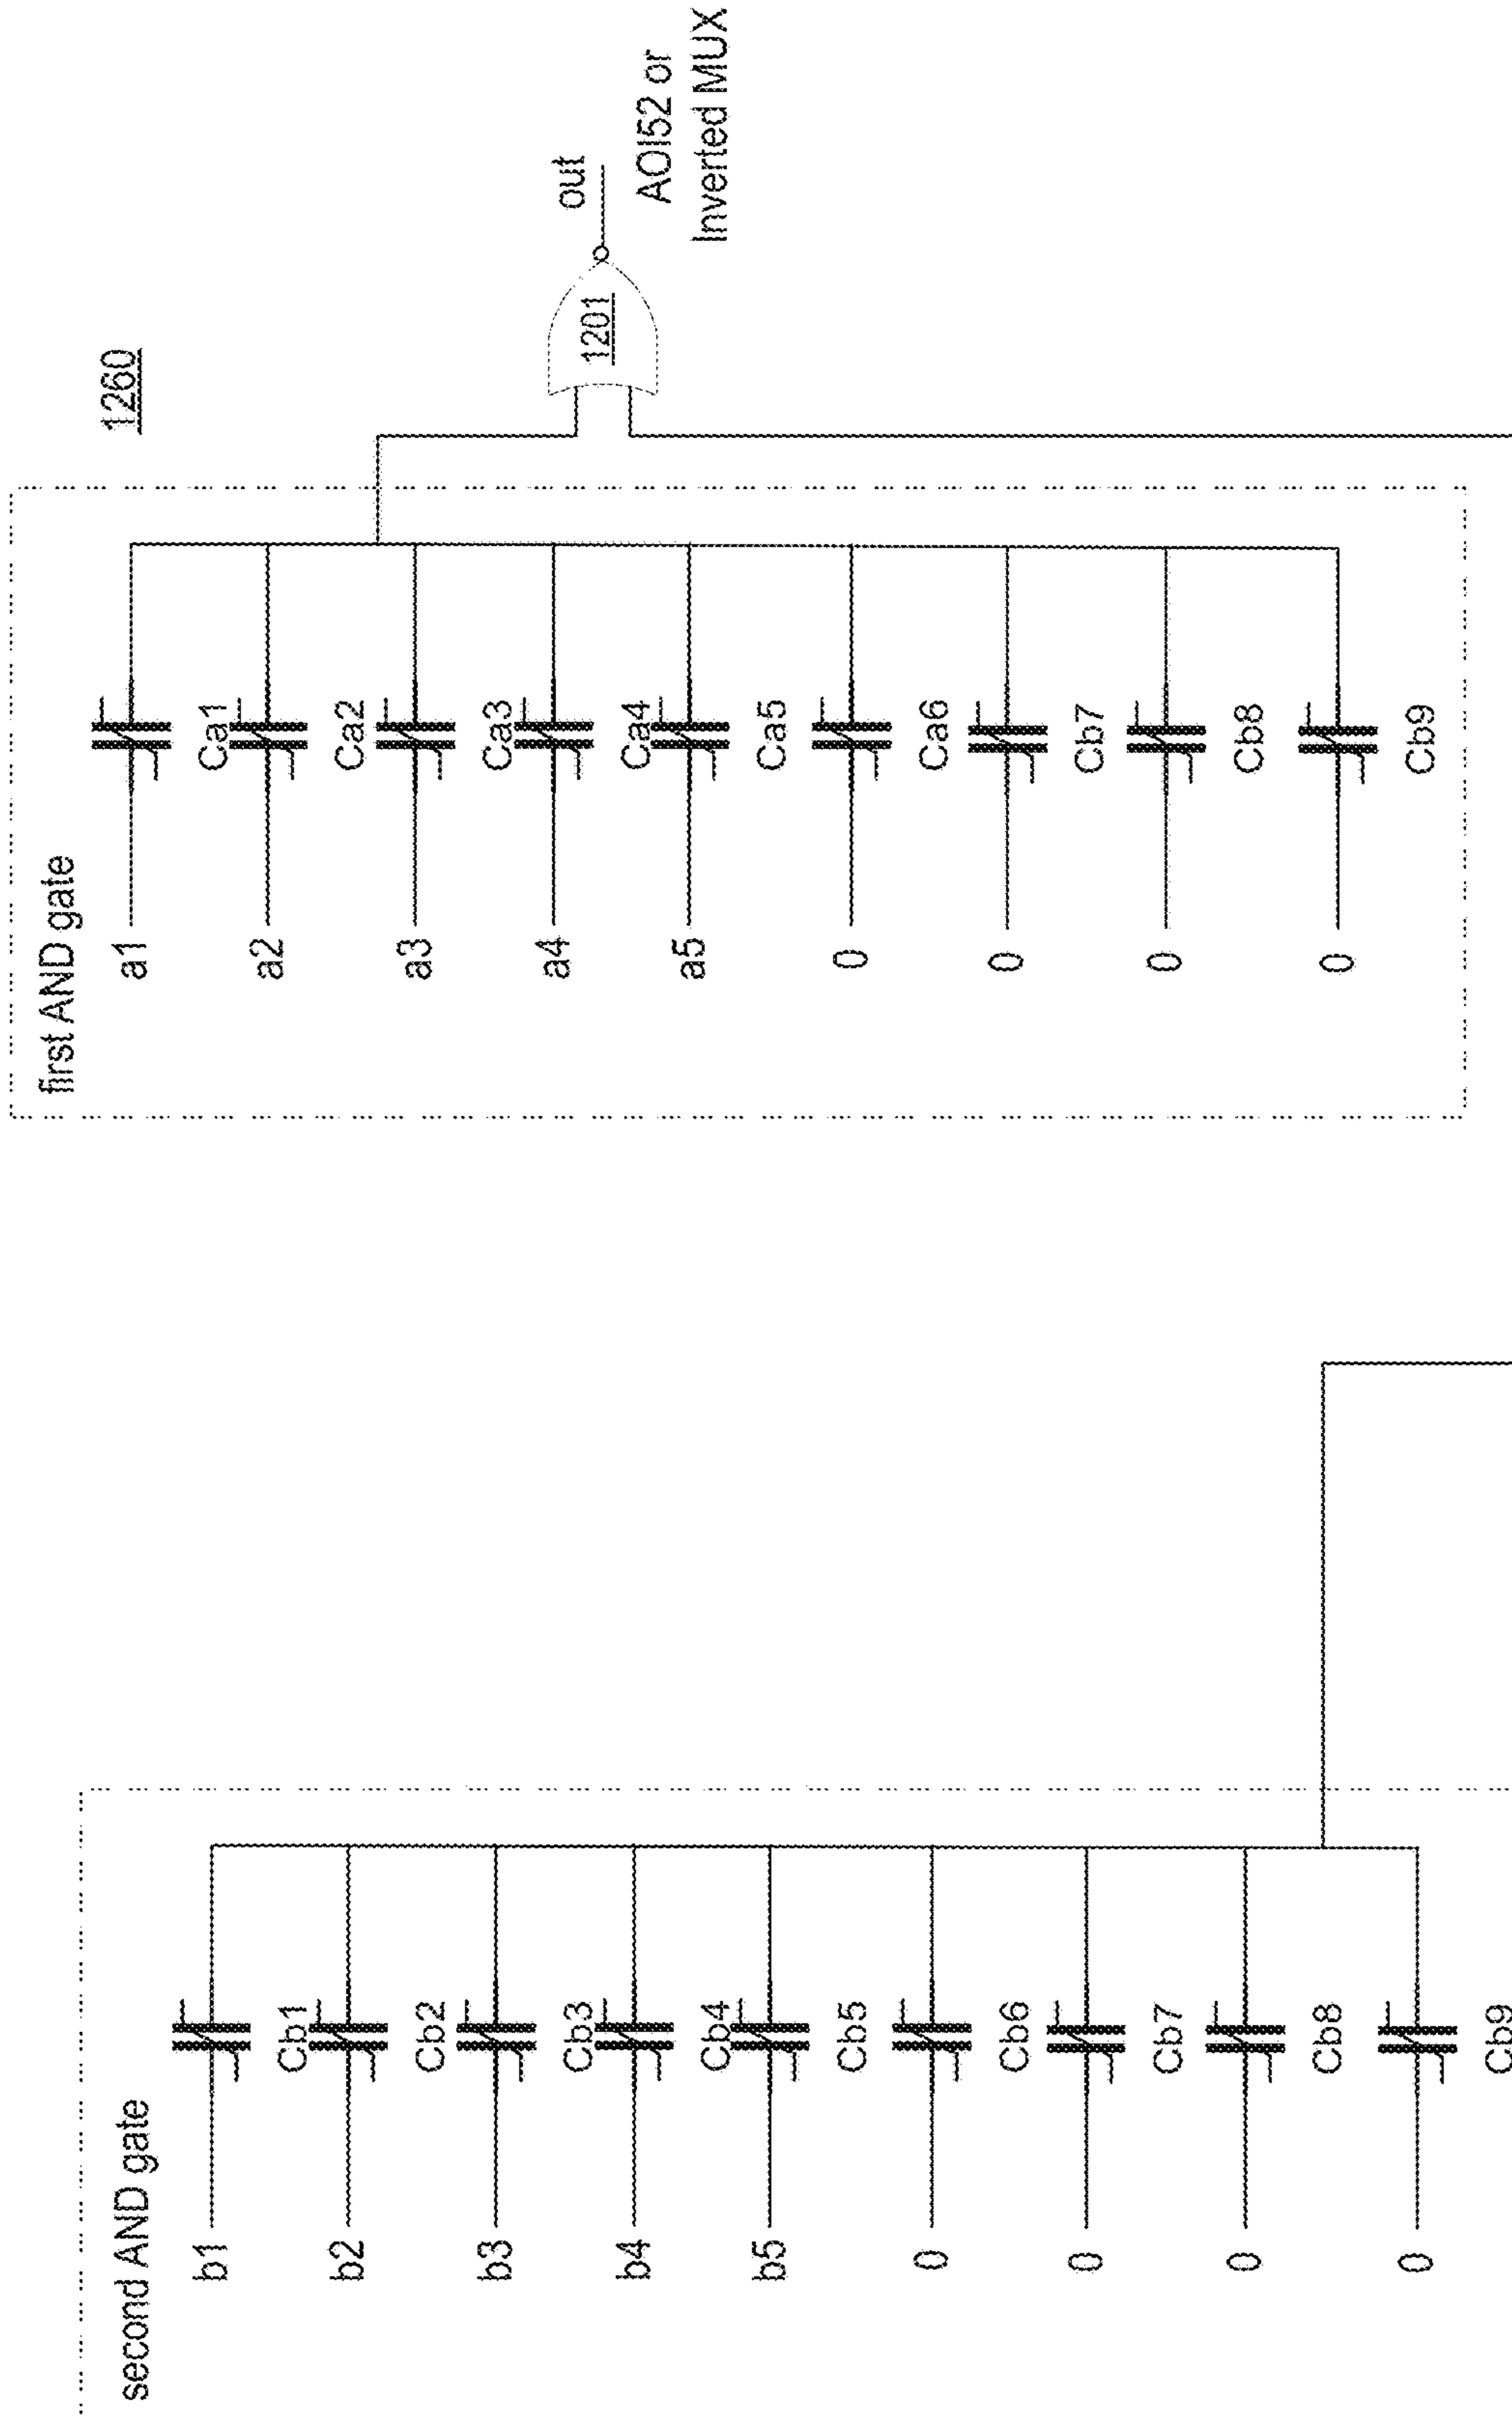 1260
first AND gate
a1
Ca1
a2
Ca2
a3
Ca3
a4
Ca4
a5
Ca5
0
Ca6
0
Cb7
0
Cb8
0
Cb9
1201
out
AOI52 or
Inverted MUX
second AND gate
b1
Cb1
b2
Cb2
b3
Cb3
b4
Cb4
b5
Cb5
0
Cb6
0
Cb7
0
Cb8
0
Cb9